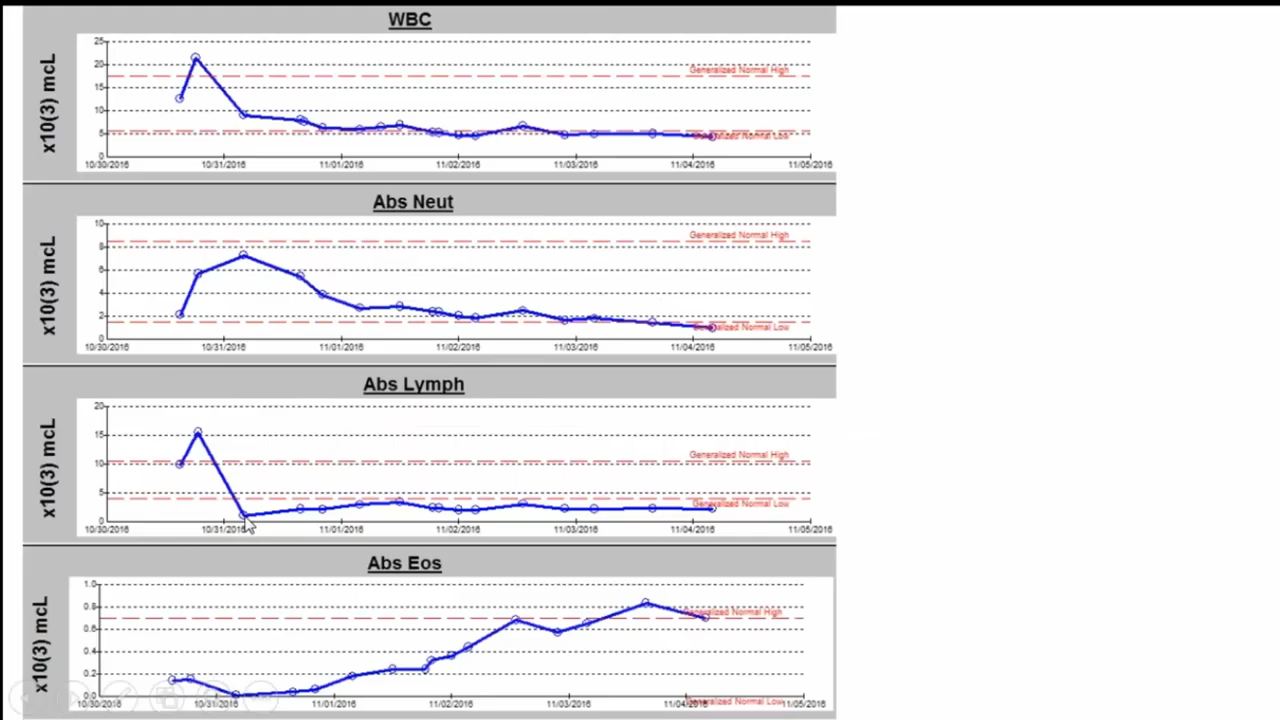 WBC
x10(3) mcL
25
20
15
10
5
0
Generalized Normal High
Generalized Normal Low
10/30/2016 10/31/2016 11/01/2016 11/02/2016 11/03/2016 11/04/2016 11/05/2016
Abs Neut
x10(3) mcL
10
8
6
4
2
0
Generalized Normal High
Generalized Normal Low
10/30/2016 10/31/2016 11/01/2016 11/02/2016 11/03/2016 11/04/2016 11/05/2016
Abs Lymph
x10(3) mcL
20
15
10
5
0
Generalized Normal High
Generalized Normal Low
10/30/2016 10/31/2016 11/01/2016 11/02/2016 11/03/2016 11/04/2016 11/05/2016
Abs Eos
x10(3) mcL
1.0
0.8
0.6
0.4
0.2
0.0
Generalized Normal High
Generalized Normal Low
10/30/2016 10/31/2016 11/01/2016 11/02/2016 11/03/2016 11/04/2016 11/05/2016